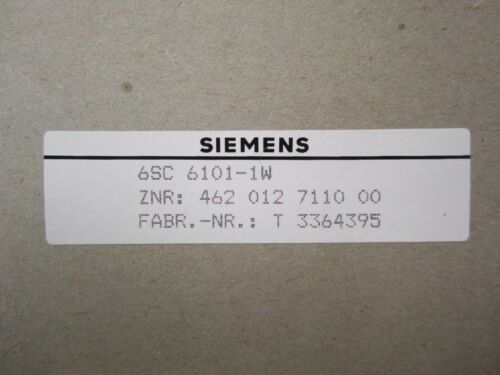 SIEMENS
6SC 6101-1W
ZNR: 462 012 7110 00
FABR.-NR.: T 3364395